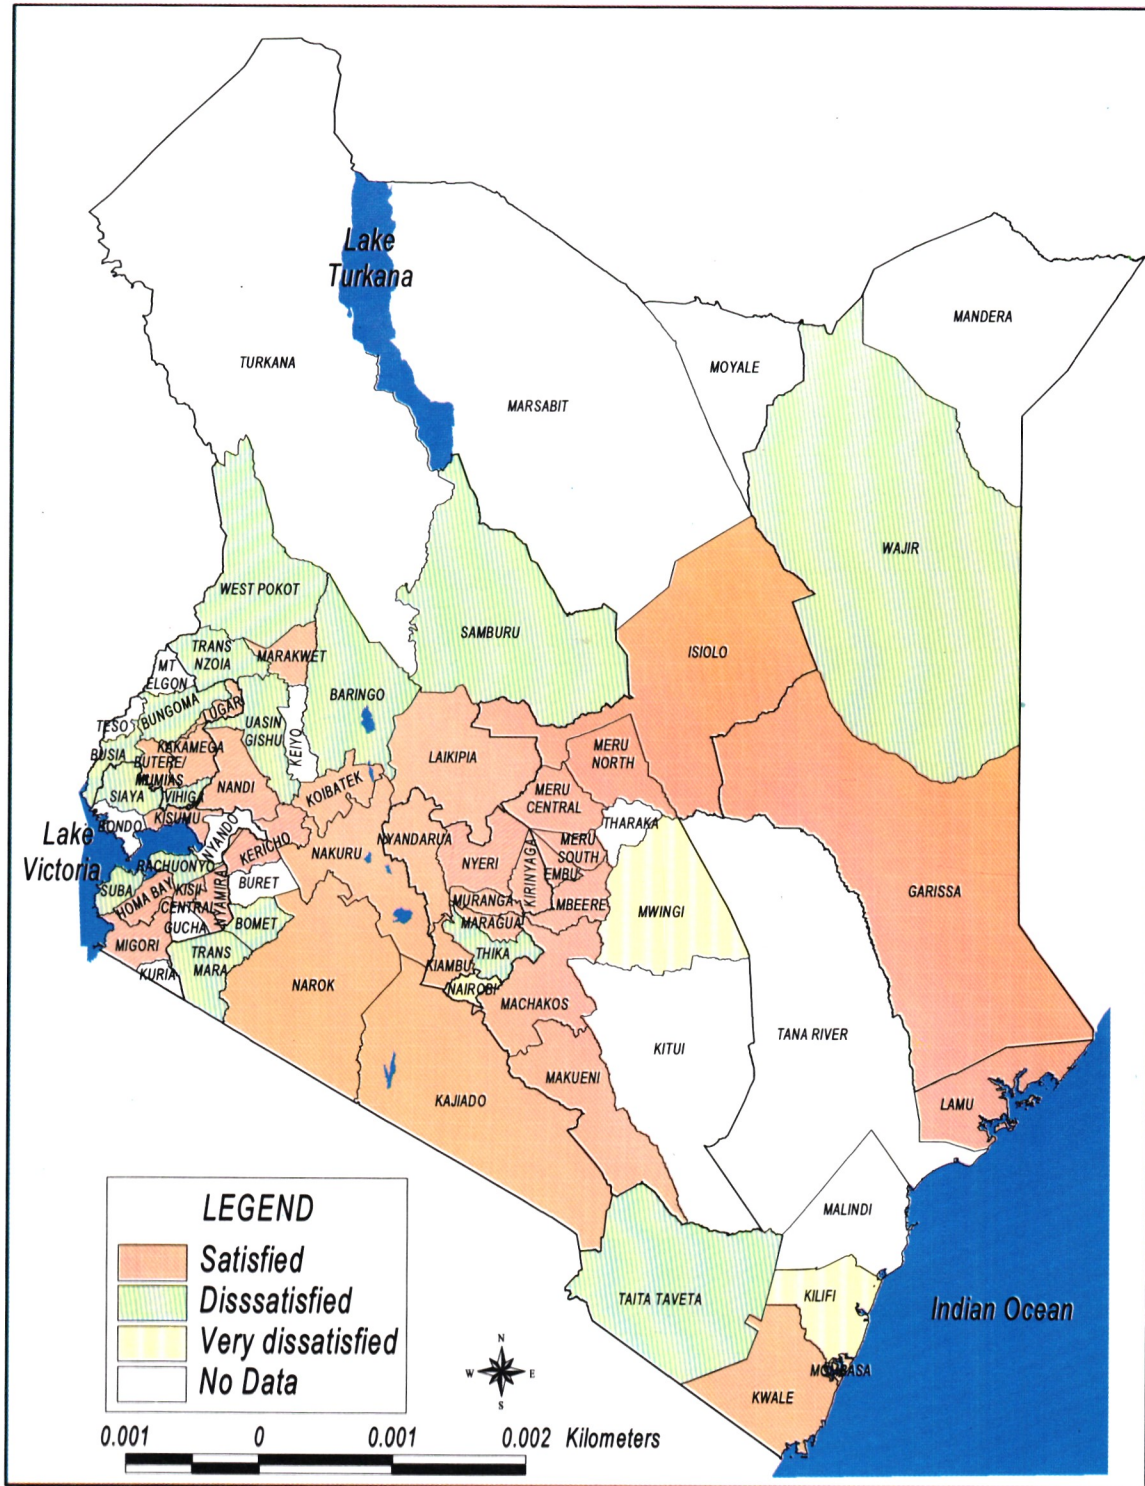 Lake
Turkana
MANDERA
TURKANA
MOYALE
MARSABIT
WAJIR
WEST POKOT
SAMBURU
TRANS
NZOIA
MARAKWET
ISIOLO
MT
ELGON
BARINGO
BUNGOMA
LUGARI
TESO
UASIN
GISHU
KEIYO
BUSIA
KAKAMEGA
BUTERE/
MUMIAS
LAIKIPIA
MERU
NORTH
NANDI
KOIBATEK
SIAYA
VIHIGA
MERU
CENTRAL
BONDO
KISUMU
THARAKA
Lake
Victoria
NYANDO
KERICHO
NYANDARUA
MERU
SOUTH
NAKURU
NYERI
KIRINYAGA
EMBU
RACHUONYO
SUBA
HOMA BAY
KISII
CENTRAL
NYAMIRA
BURET
GARISSA
MURANGA
MBEERE
MWINGI
GUCHA
BOMET
MARAGUA
MIGORI
TRANS
MARA
THIKA
KURIA
KIAMBU
NAROK
NAIROBI
MACHAKOS
TANA RIVER
KITUI
MAKUENI
KAJIADO
LAMU
MALINDI
LEGEND
Satisfied
Disssatisfied
Very dissatisfied
No Data
TAITA TAVETA
KILIFI
Indian Ocean
MOMBASA
KWALE
N
W
E
S
0.001 0 0.001 0.002 Kilometers